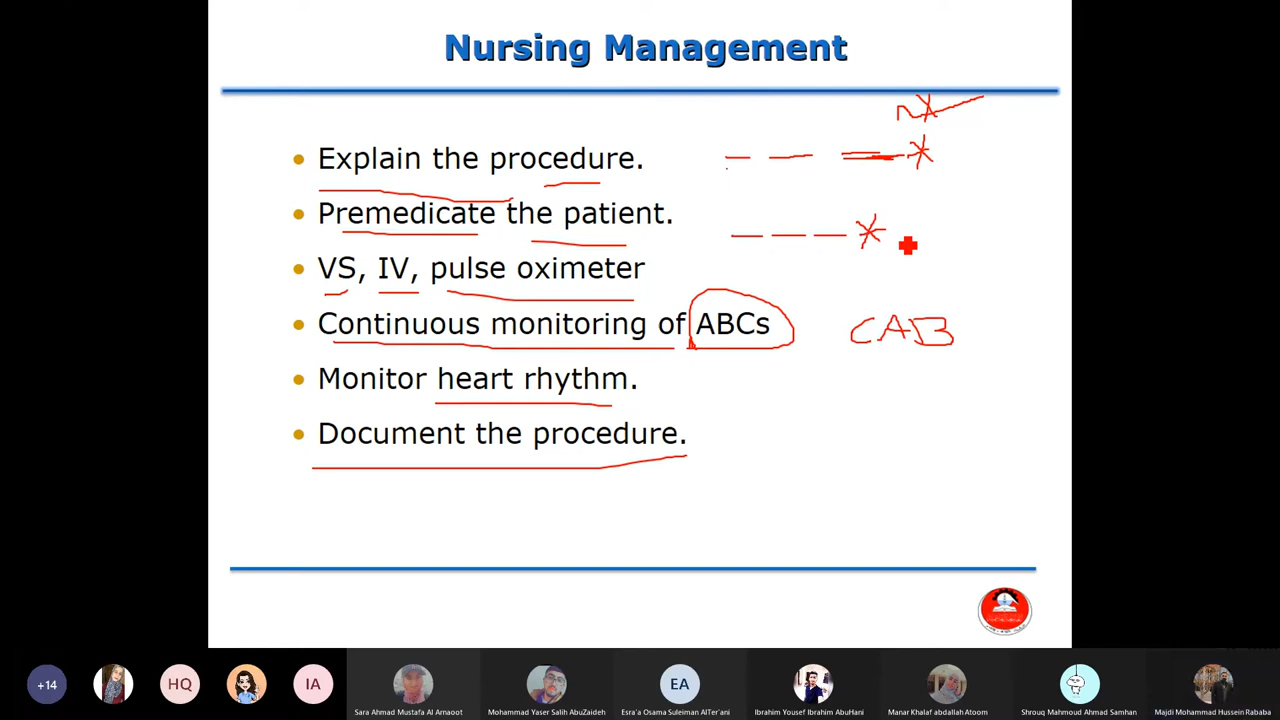 Nursing Management
Explain the procedure.
Premedicate the patient.
VS, IV, pulse oximeter
Continuous monitoring of ABCs CAB
Monitor heart rhythm.
Document the procedure.
+14 HQ IA EA
Sara Ahmad Mustafa Al Arnaoot Mohammad Yaser Salih AbuZaideh Esra'a Osama Suleiman AlTer'ani Ibrahim Yousef Ibrahim AbuHani Manar Khalaf abdallah Atoom Shroug Mahmoud Ahmad Samhan Majdi Mohammad Hussein Rababa